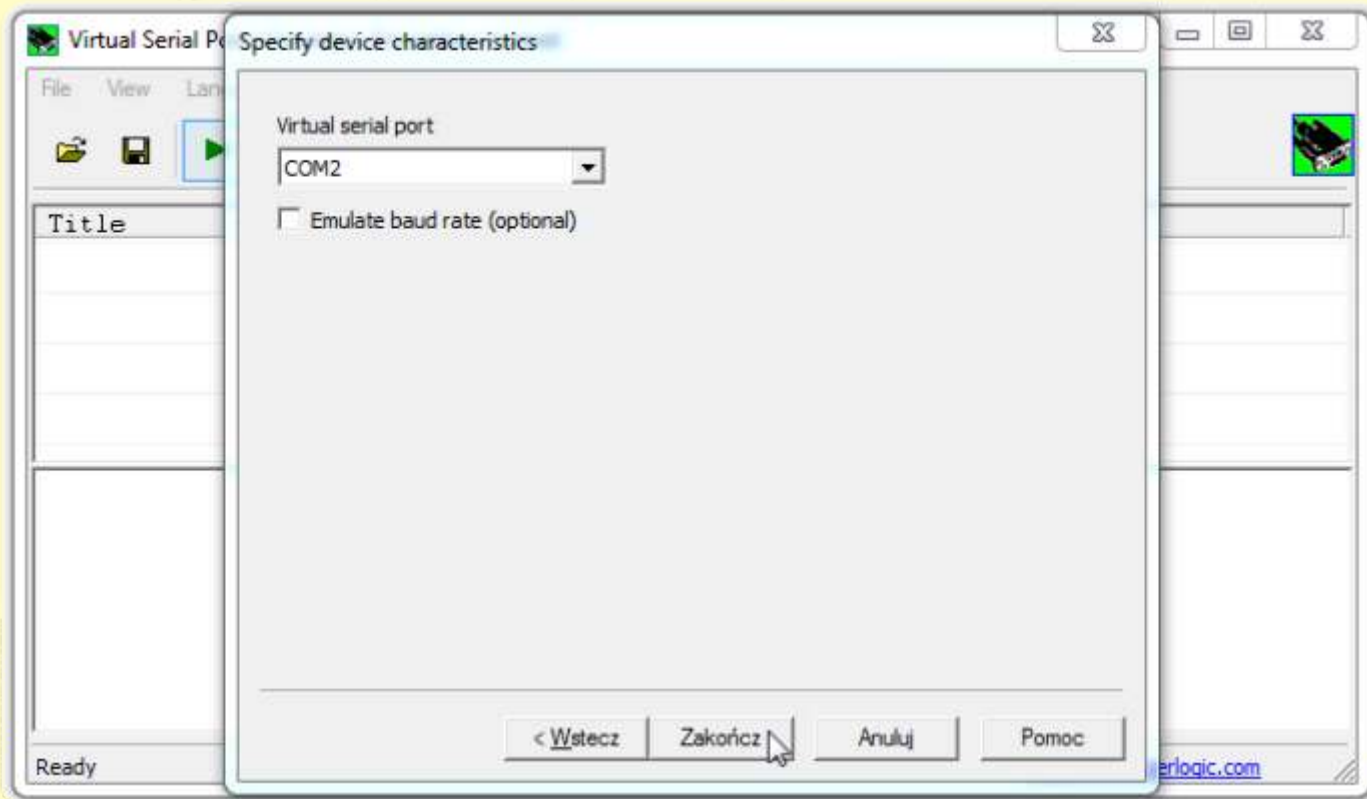 Virtual Serial
Specify device characteristics
File View
Virtual serial port
COM2
Emulate baud rate (optional)
Title
< Wstecz Zakończ Anuluj Pomoc
Ready
erlogic.com